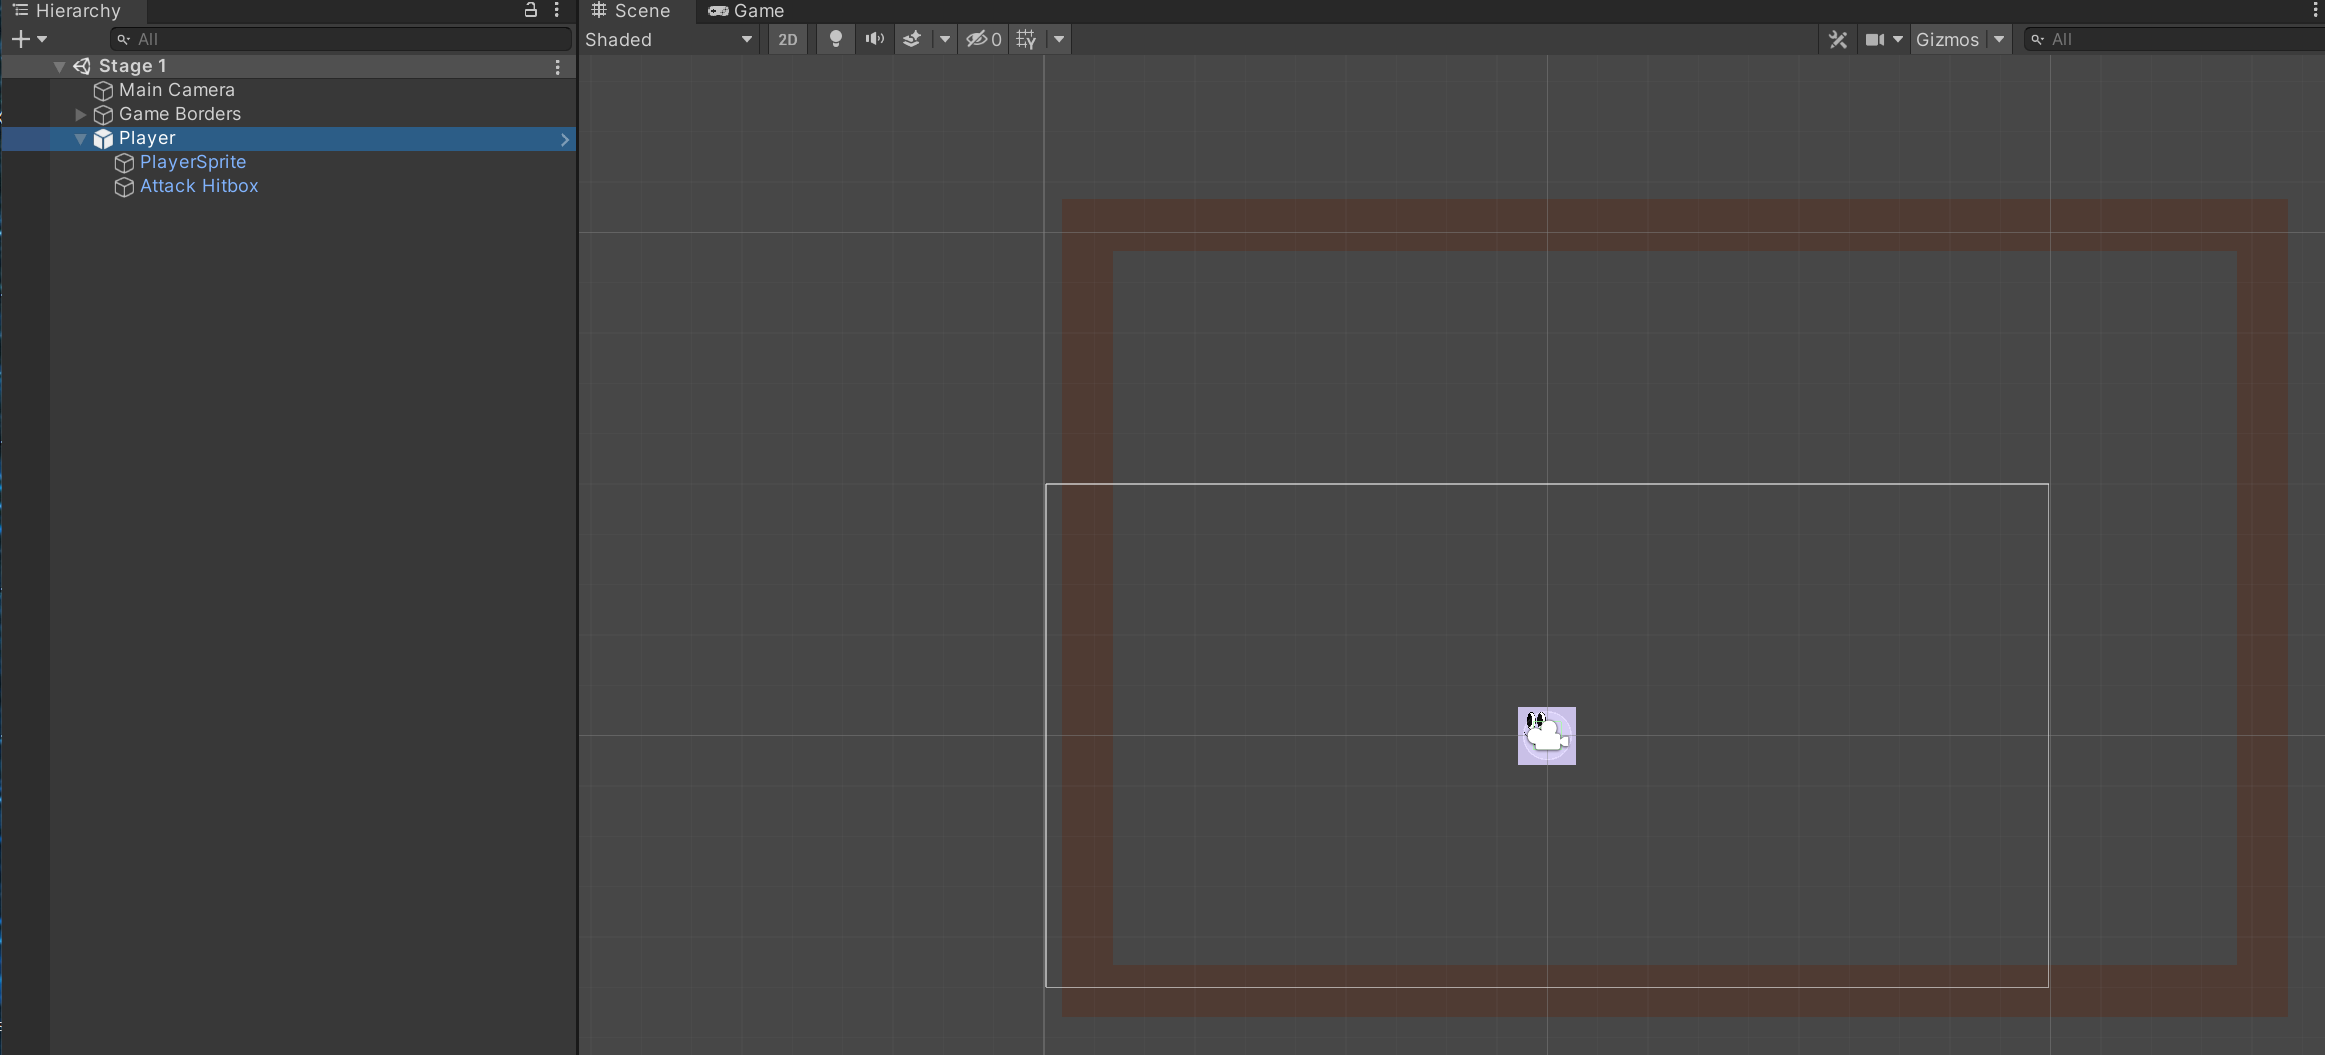 Hierarchy
All
Stage 1
Main Camera
Game Borders
Player
PlayerSprite
Attack Hitbox
Scene Game
Shaded 2D 0 Gizmos All